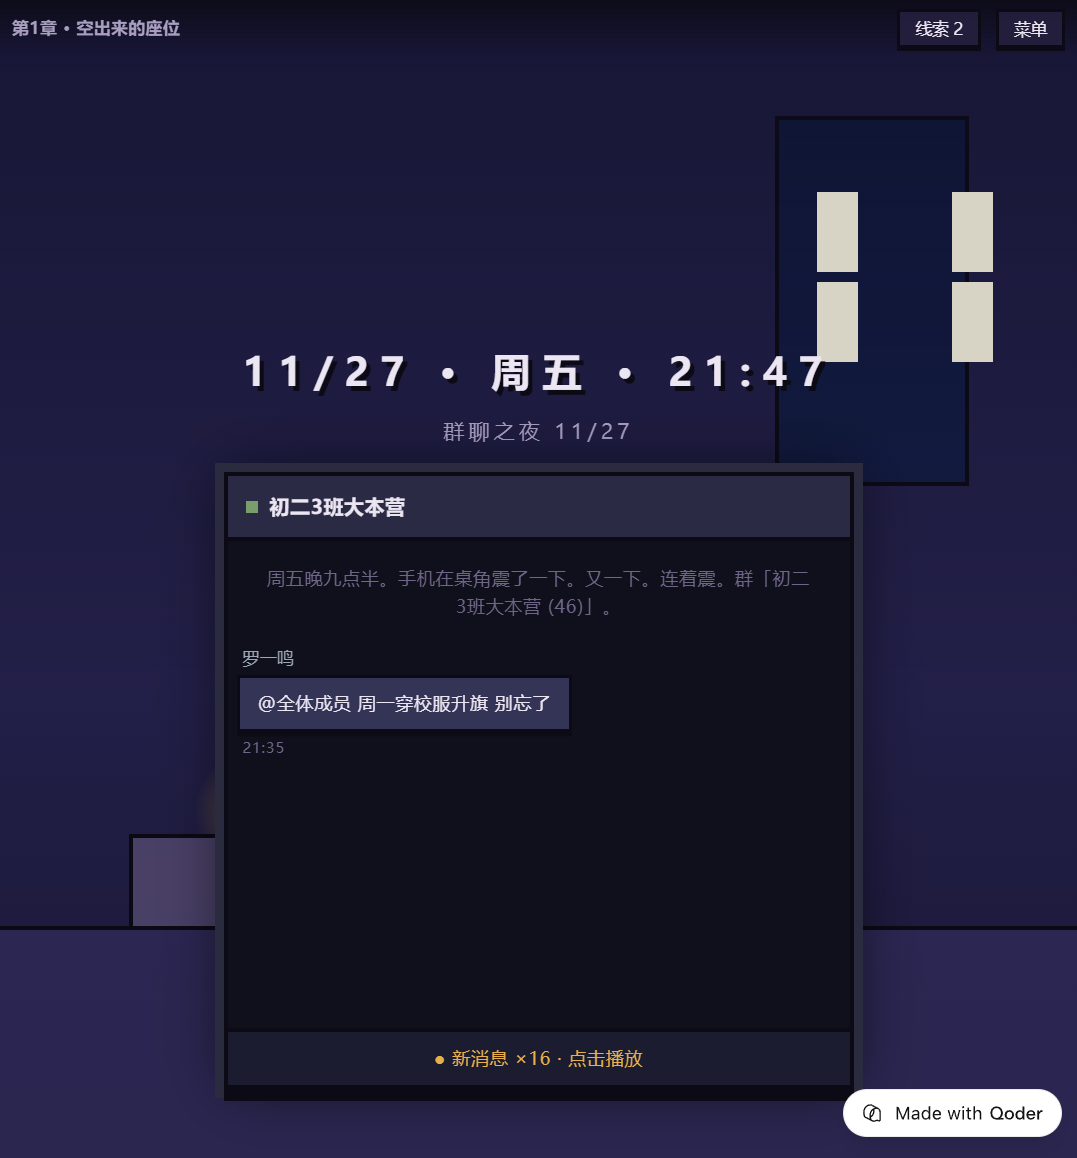 第1章 • 空出来的座位
线索 2
菜单
11/27 • 周五 • 21:47
群聊之夜 11/27
初二3班大本营
周五晚九点半。手机在桌角震了一下。又一下。连着震。群「初二
3班大本营 (46)」。
罗一鸣
@全体成员 周一穿校服升旗 别忘了
21:35
● 新消息 ×16 · 点击播放
Made with Qoder